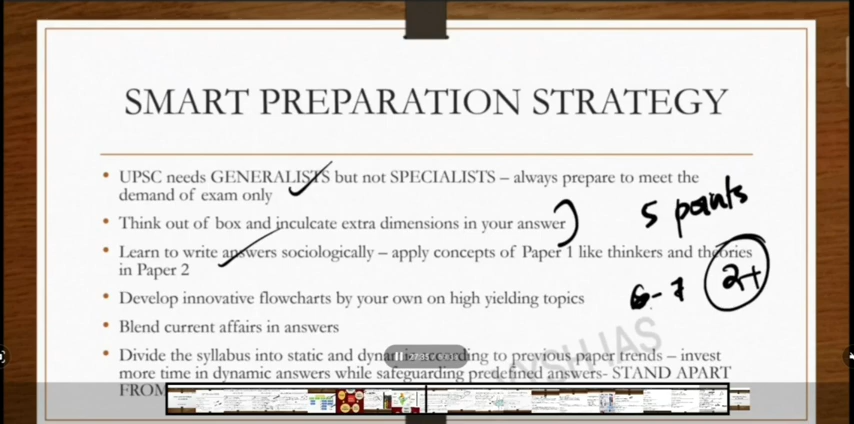 SMART PREPARATION STRATEGY
• UPSC needs GENERALISTS but not SPECIALISTS – always prepare to meet the
demand of exam only
• Think out of box and inculcate extra dimensions in your answer
5 points
• Learn to write answers sociologically – apply concepts of Paper 1 like thinkers and theories
in Paper 2
2+
6-7
• Develop innovative flowcharts by your own on high yielding topics
• Blend current affairs in answers
• Divide the syllabus into static and dynamic according to previous paper trends – invest
more time in dynamic answers while safeguarding predefined answers- STAND APART
FROM
IAS